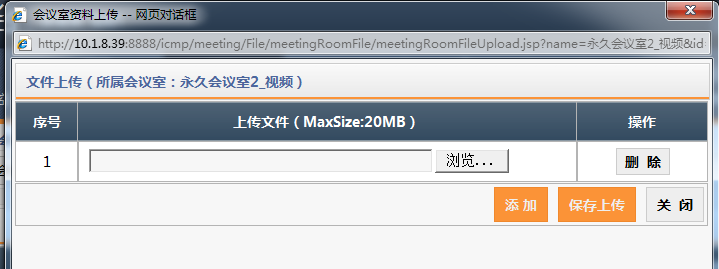 会议室资料上传 -- 网页对话框
http://10.1.8.39:8888/icmp/meeting/File/meetingRoomFile/meetingRoomFileUpload.jsp?name=永久会议室2_视频&id=
文件上传（所属会议室：永久会议室2_视频）
序号 上传文件（MaxSize:20MB） 操作
1 浏览... 删 除
添 加 保存上传 关 闭